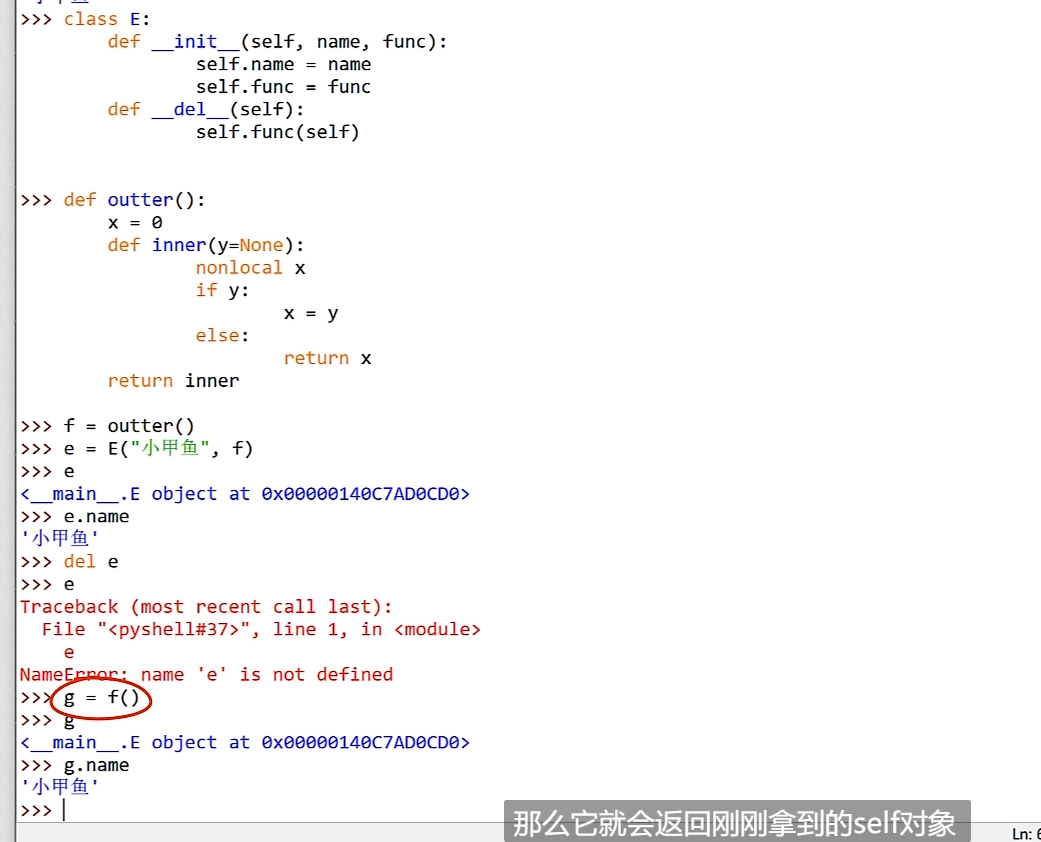 >>> class E:
        def __init__(self, name, func):
                self.name = name
                self.func = func
        def __del__(self):
                self.func(self)
>>> def outter():
        x = 0
        def inner(y=None):
                nonlocal x
                if y:
                        x = y
                else:
                        return x
        return inner
>>> f = outter()
>>> e = E("小甲鱼", f)
>>> e
<__main__.E object at 0x00000140C7AD0CD0>
>>> e.name
'小甲鱼'
>>> del e
>>> e
Traceback (most recent call last):
  File "<pyshell#37>", line 1, in <module>
    e
NameError: name 'e' is not defined
>>> g = f()
>>> g
<__main__.E object at 0x00000140C7AD0CD0>
>>> g.name
'小甲鱼'
>>>
那么它就会返回刚刚拿到的self对象
Ln: 6